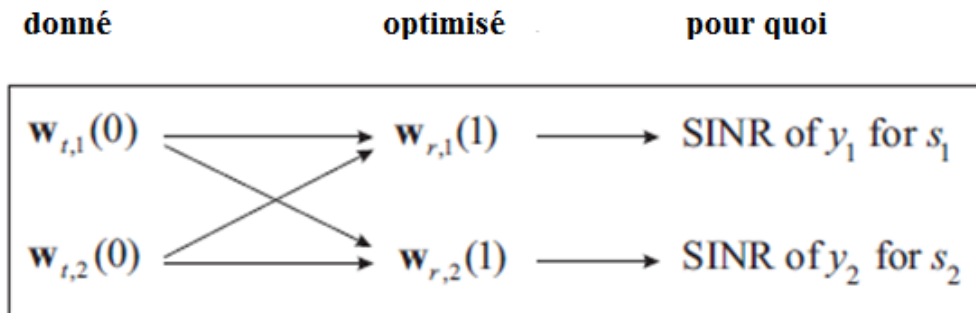 donné optimisé pour quoi
w_{t,1}(0) w_{r,1}(1) SINR of y_1 for s_1
w_{t,2}(0) w_{r,2}(1) SINR of y_2 for s_2